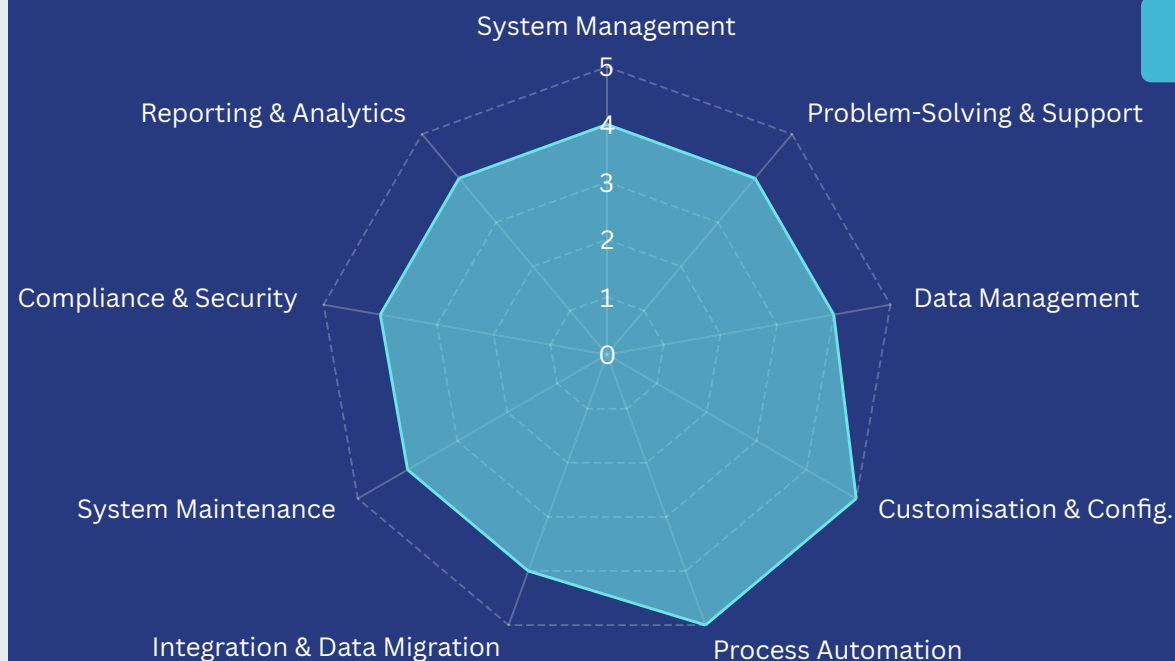 System Management
5
Reporting & Analytics
Problem-Solving & Support
4
3
2
Compliance & Security
1
Data Management
0
System Maintenance
Customisation & Config.
Integration & Data Migration
Process Automation